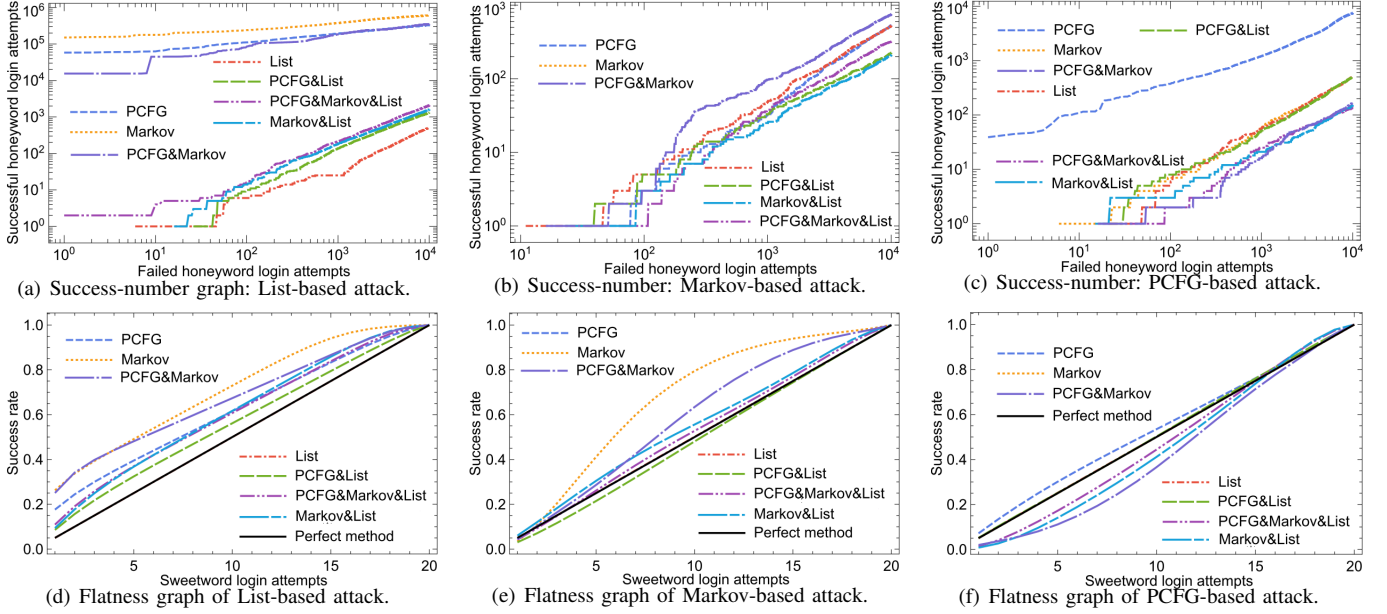 Successful honeyword login attempts
10^6
10^5
10^4
10^3
10^2
10^1
10^0
PCFG
Markov
PCFG&Markov
List
PCFG&List
PCFG&Markov&List
Markov&List
10^0 10^1 10^2 10^3 10^4
Failed honeyword login attempts
(a) Success-number graph: List-based attack.
Successful honeyword login attempts
10^2
10^1
10^0
PCFG
Markov
PCFG&Markov
List
PCFG&List
Markov&List
PCFG&Markov&List
10^1 10^2 10^3 10^4
Failed honeyword login attempts
(b) Success-number: Markov-based attack.
Successful honeyword login attempts
10^4
10^3
10^2
10^1
10^0
PCFG
Markov
PCFG&Markov
List
PCFG&List
PCFG&Markov&List
Markov&List
10^0 10^1 10^2 10^3 10^4
Failed honeyword login attempts
(c) Success-number: PCFG-based attack.
Success rate
1.0
0.8
0.6
0.4
0.2
0.0
PCFG
Markov
PCFG&Markov
List
PCFG&List
PCFG&Markov&List
Markov&List
Perfect method
5 10 15 20
Sweetword login attempts
(d) Flatness graph of List-based attack.
Success rate
1.0
0.8
0.6
0.4
0.2
0.0
PCFG
Markov
PCFG&Markov
List
PCFG&List
PCFG&Markov&List
Markov&List
Perfect method
5 10 15 20
Sweetword login attempts
(e) Flatness graph of Markov-based attack.
Success rate
1.0
0.8
0.6
0.4
0.2
0.0
PCFG
Markov
PCFG&Markov
Perfect method
List
PCFG&List
PCFG&Markov&List
Markov&List
5 10 15 20
Sweetword login attempts
(f) Flatness graph of PCFG-based attack.